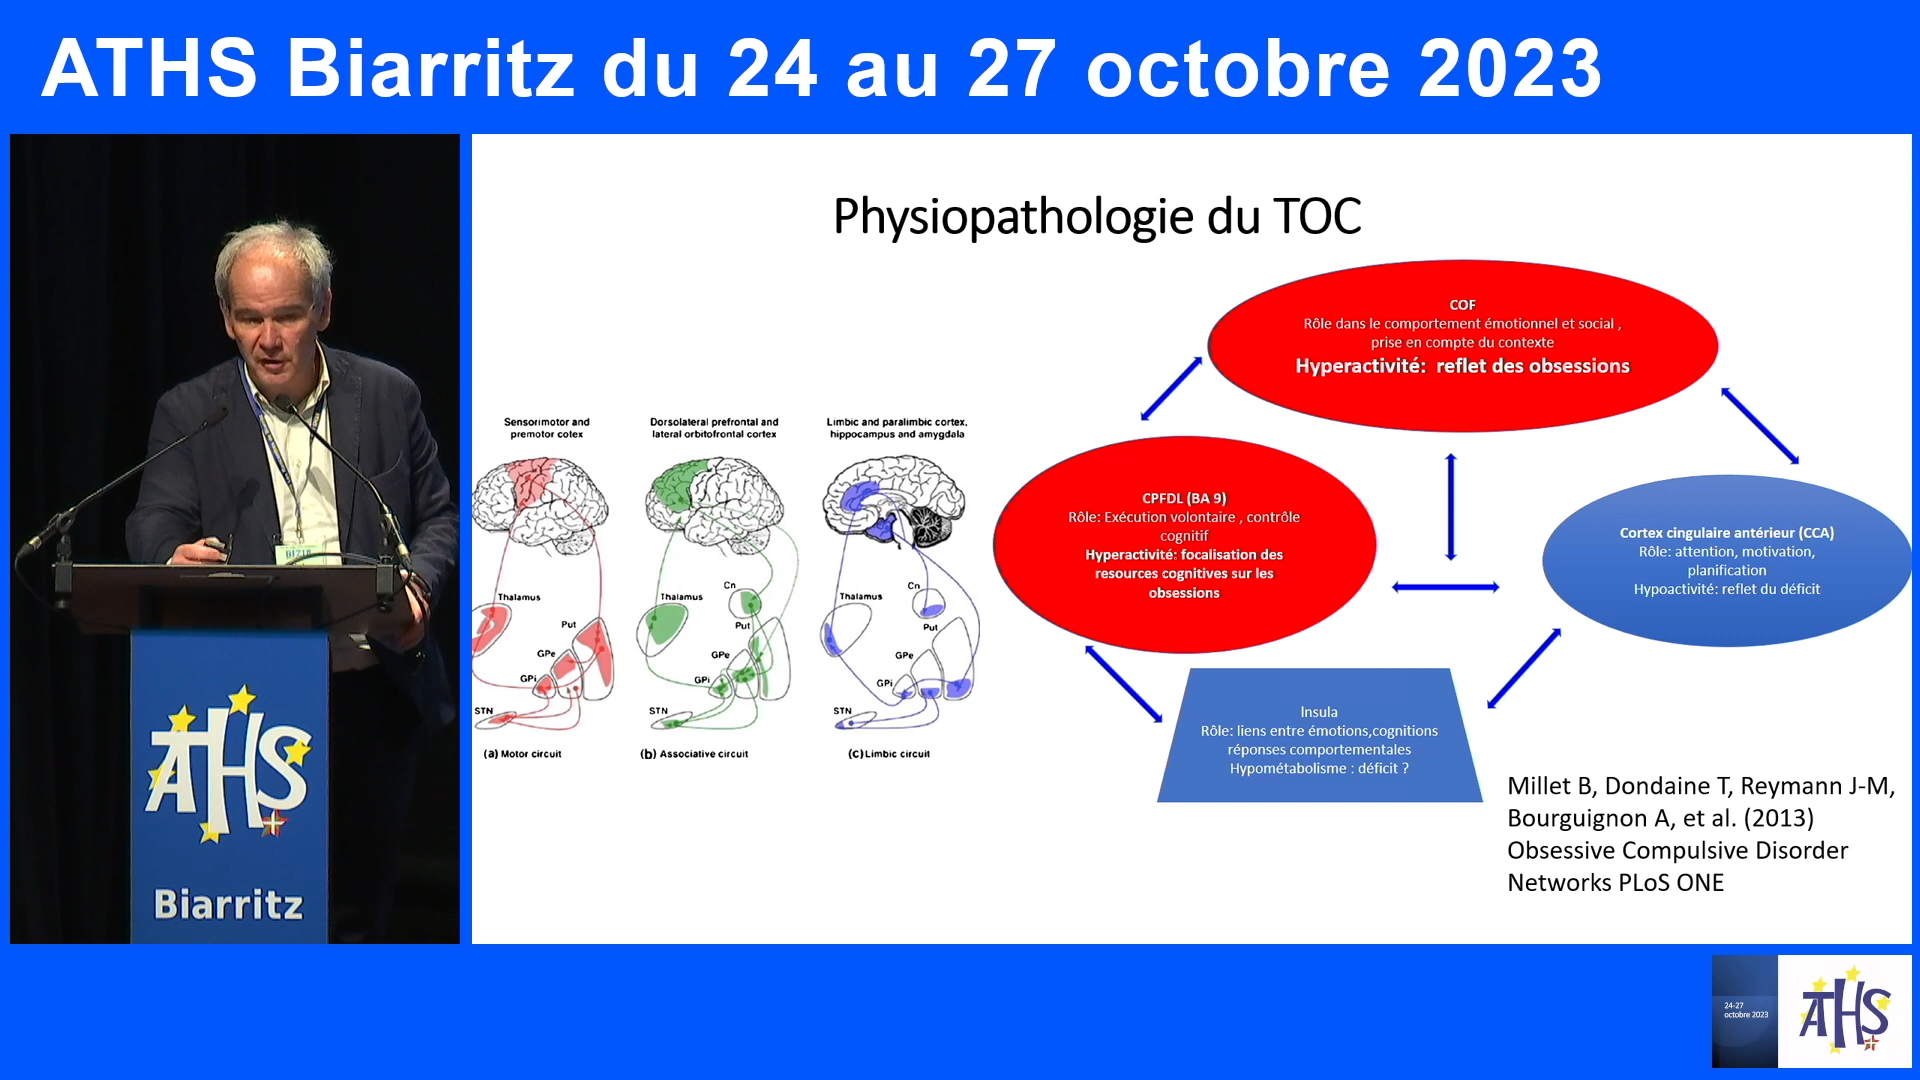 ATHS Biarritz du 24 au 27 octobre 2023
Physiopathologie du TOC
COF
Rôle dans le comportement émotionnel et social ,
prise en compte du contexte
Hyperactivité:  reflet des obsessions
Sensorimotor and
premotor cotex
Dorsolateral prefrontal and
lateral orbitofrontal cortex
Limbic and paralimbic cortex,
hippocampus and amygdala
CPFDL (BA 9)
Rôle: Exécution volontaire , contrôle
cognitif
Hyperactivité: focalisation des
resources cognitives sur les
obsessions
Cortex cingulaire antérieur (CCA)
Rôle: attention, motivation,
planification
Hypoactivité: reflet du déficit
Thalamus
Put
GPe
GPi
STN
(a) Motor circuit
Cn
Thalamus
Put
GPe
GPi
STN
(b) Associative circuit
Cn
Thalamus
Put
GPe
GPi
STN
(c) Limbic circuit
Insula
Rôle: liens entre émotions,cognitions
réponses comportementales
Hypométabolisme : déficit ?
Millet B, Dondaine T, Reymann J-M,
Bourguignon A, et al. (2013)
Obsessive Compulsive Disorder
Networks PLoS ONE
ATHS
Biarritz
24-27
octobre 2023
ATHS